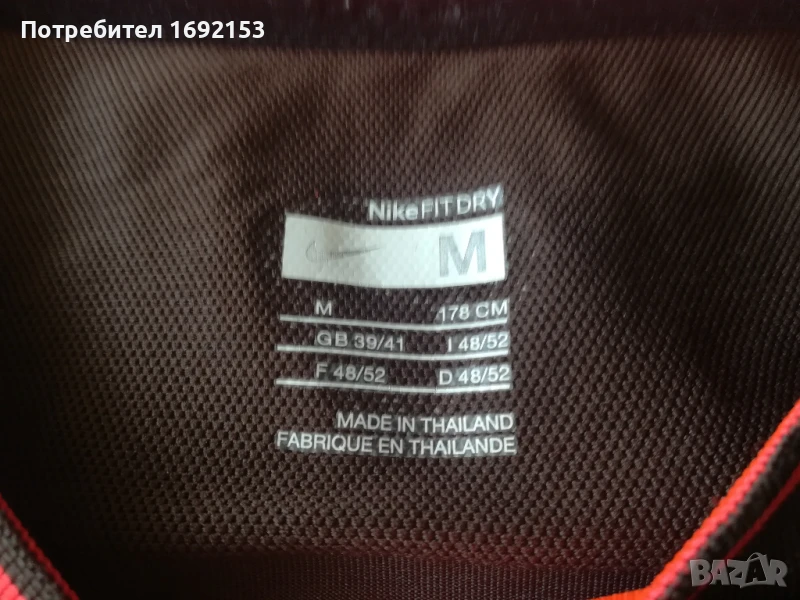 Потребител 1692153
NikeFIT DRY
M
M 178 CM
GB 39/41 I 48/52
F 48/52 D 48/52
MADE IN THAILAND
FABRIQUE EN THAILANDE
BAZAR